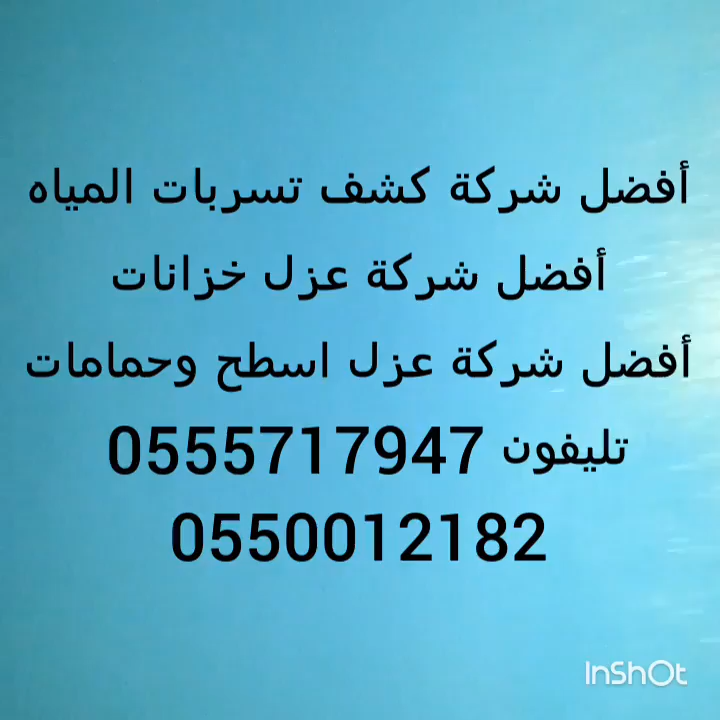 أفضل شركة كشف تسربات المياه
أفضل شركة عزل خزانات
أفضل شركة عزل اسطح وحمامات
تليفون 0555717947
0550012182
InShOt